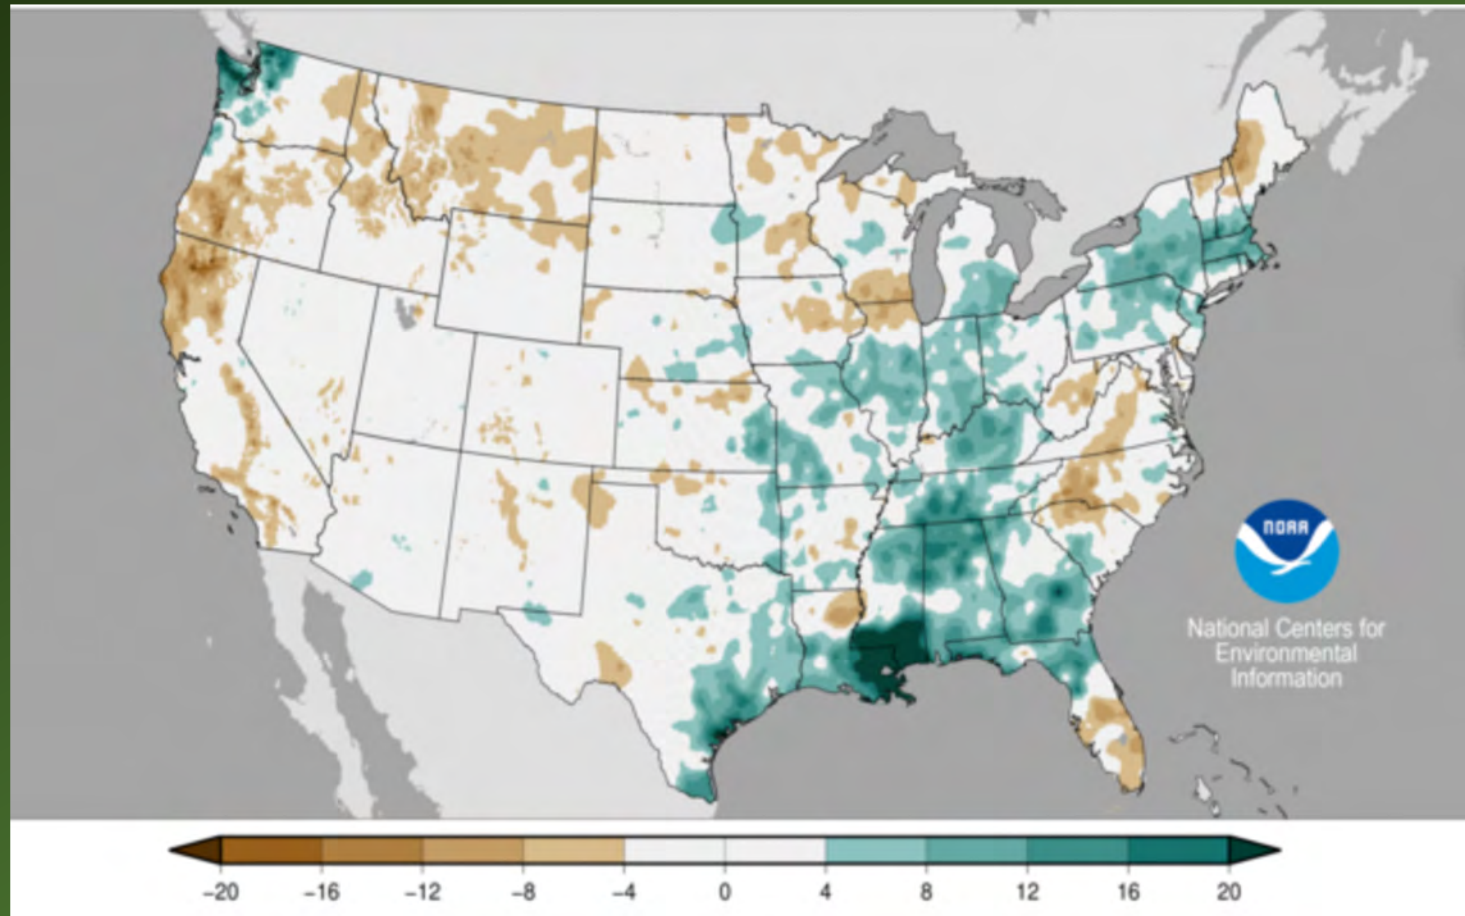 NOAA
National Centers for
Environmental
Information
−20 −16 −12 −8 −4 0 4 8 12 16 20